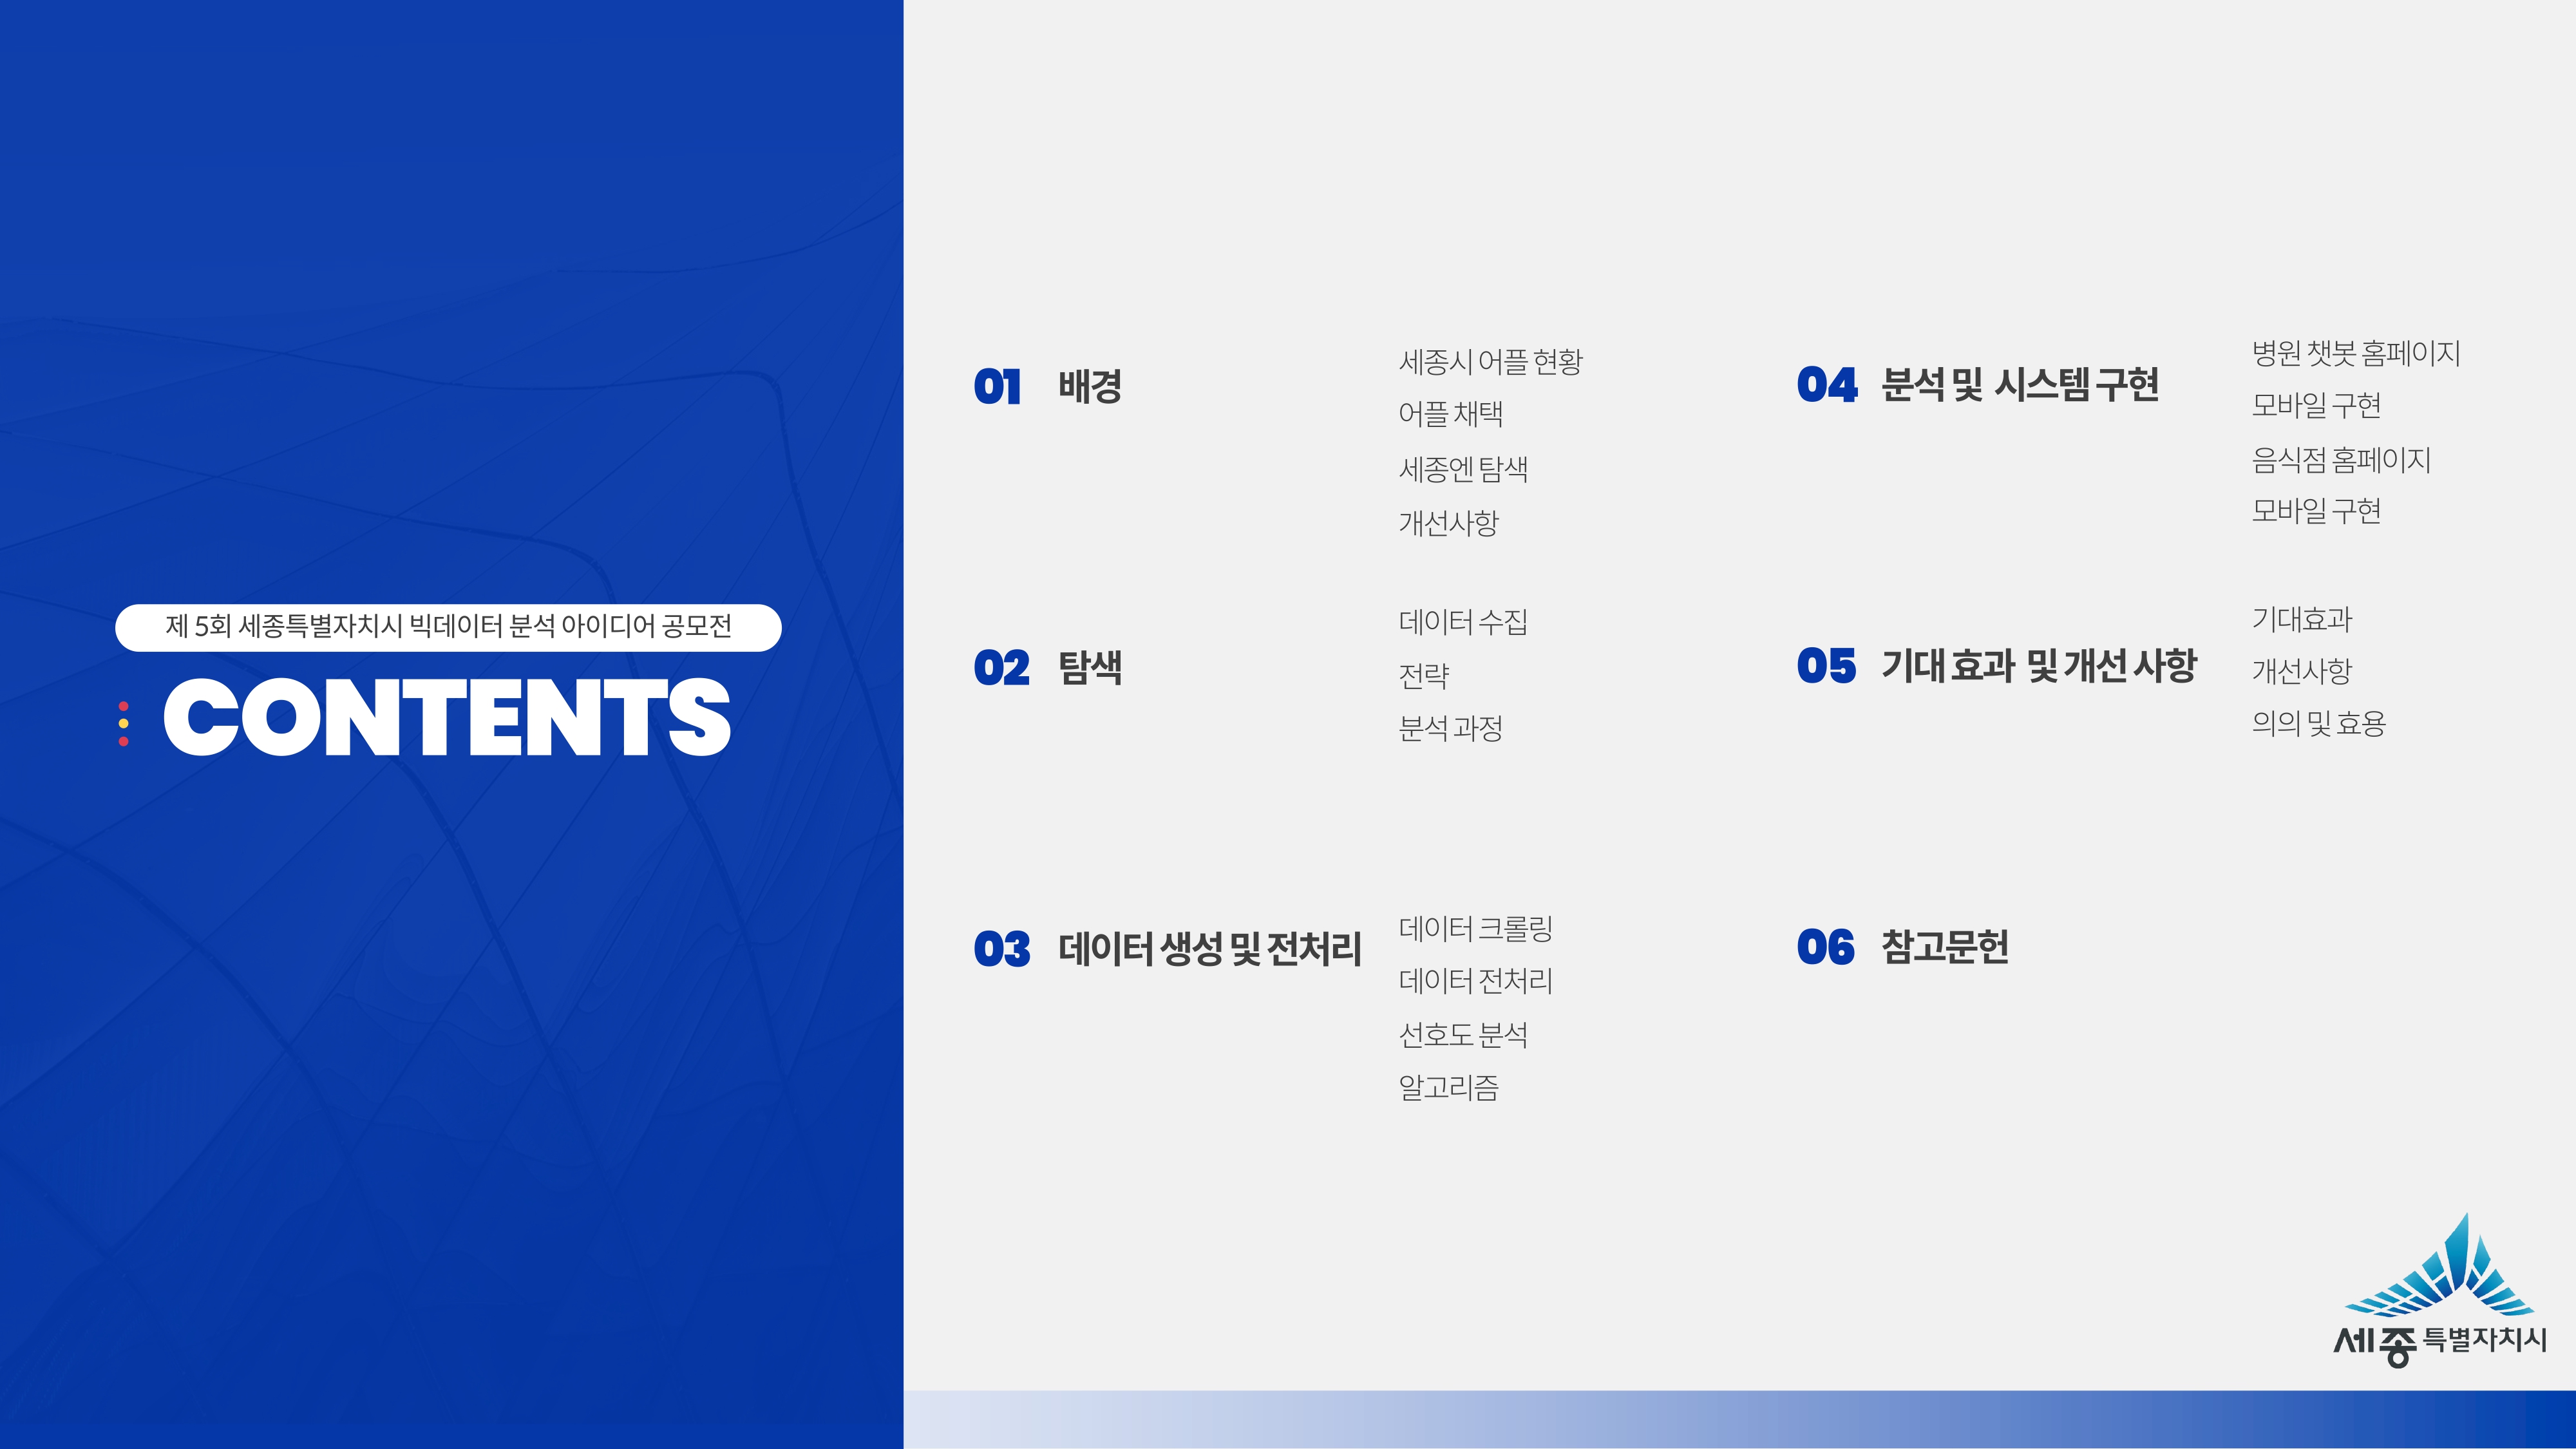 제 5회 세종특별자치시 빅데이터 분석 아이디어 공모전
CONTENTS
01 배경
세종시 어플 현황
어플 채택
세종엔 탐색
개선사항
02 탐색
데이터 수집
전략
분석 과정
03 데이터 생성 및 전처리
데이터 크롤링
데이터 전처리
선호도 분석
알고리즘
04 분석 및 시스템 구현
병원 챗봇 홈페이지
모바일 구현
음식점 홈페이지
모바일 구현
05 기대 효과 및 개선 사항
기대효과
개선사항
의의 및 효용
06 참고문헌
세종특별자치시